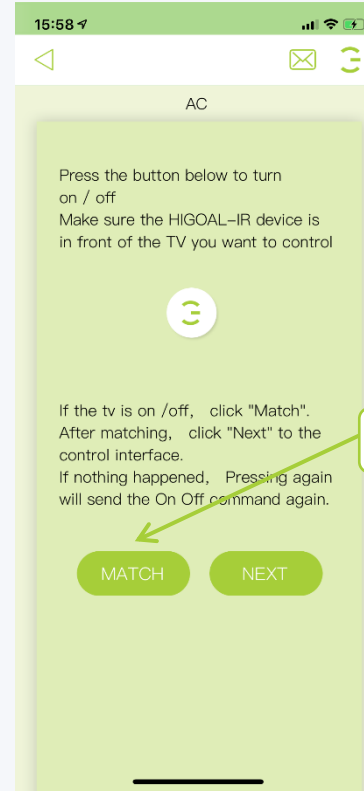 15:58
AC
Press the button below to turn
on / off
Make sure the HIGOAL-IR device is
in front of the TV you want to control
If the tv is on /off, click "Match".
After matching, click "Next" to the
control interface.
If nothing happened, Pressing again
will send the On Off command again.
MATCH NEXT